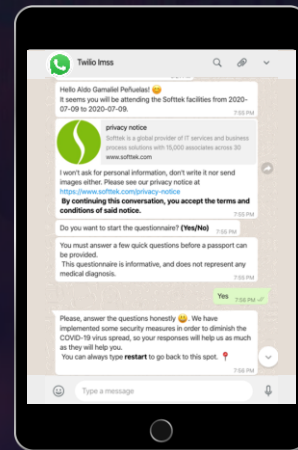 Twilio Imss
Hello Aldo Gamaliel Peñuelas! 😀
It seems you will be attending the Softtek facilities from 2020-
07-09 to 2020-07-09.
7:55 PM
privacy notice
Softtek is a global provider of IT services and business
process solutions with 15,000 associates across 30
www.softtek.com
I won't ask for personal information, don't write it nor send
images either. Please see our privacy notice at
https://www.softtek.com/privacy-notice
By continuing this conversation, you accept the terms and
conditions of said notice.
7:55 PM
Do you want to start the questionnaire? (Yes/No)
7:55 PM
You must answer a few quick questions before a passport can
be provided.
This questionnaire is informative, and does not represent any
medical diagnosis.
7:55 PM
Yes
7:55 PM
Please, answer the questions honestly 😀. We have
implemented some security measures in order to diminish the
COVID-19 virus spread, so your responses will help us as much
as they will help you.
You can always type restart to go back to this spot. 📍
7:56 PM
Type a message